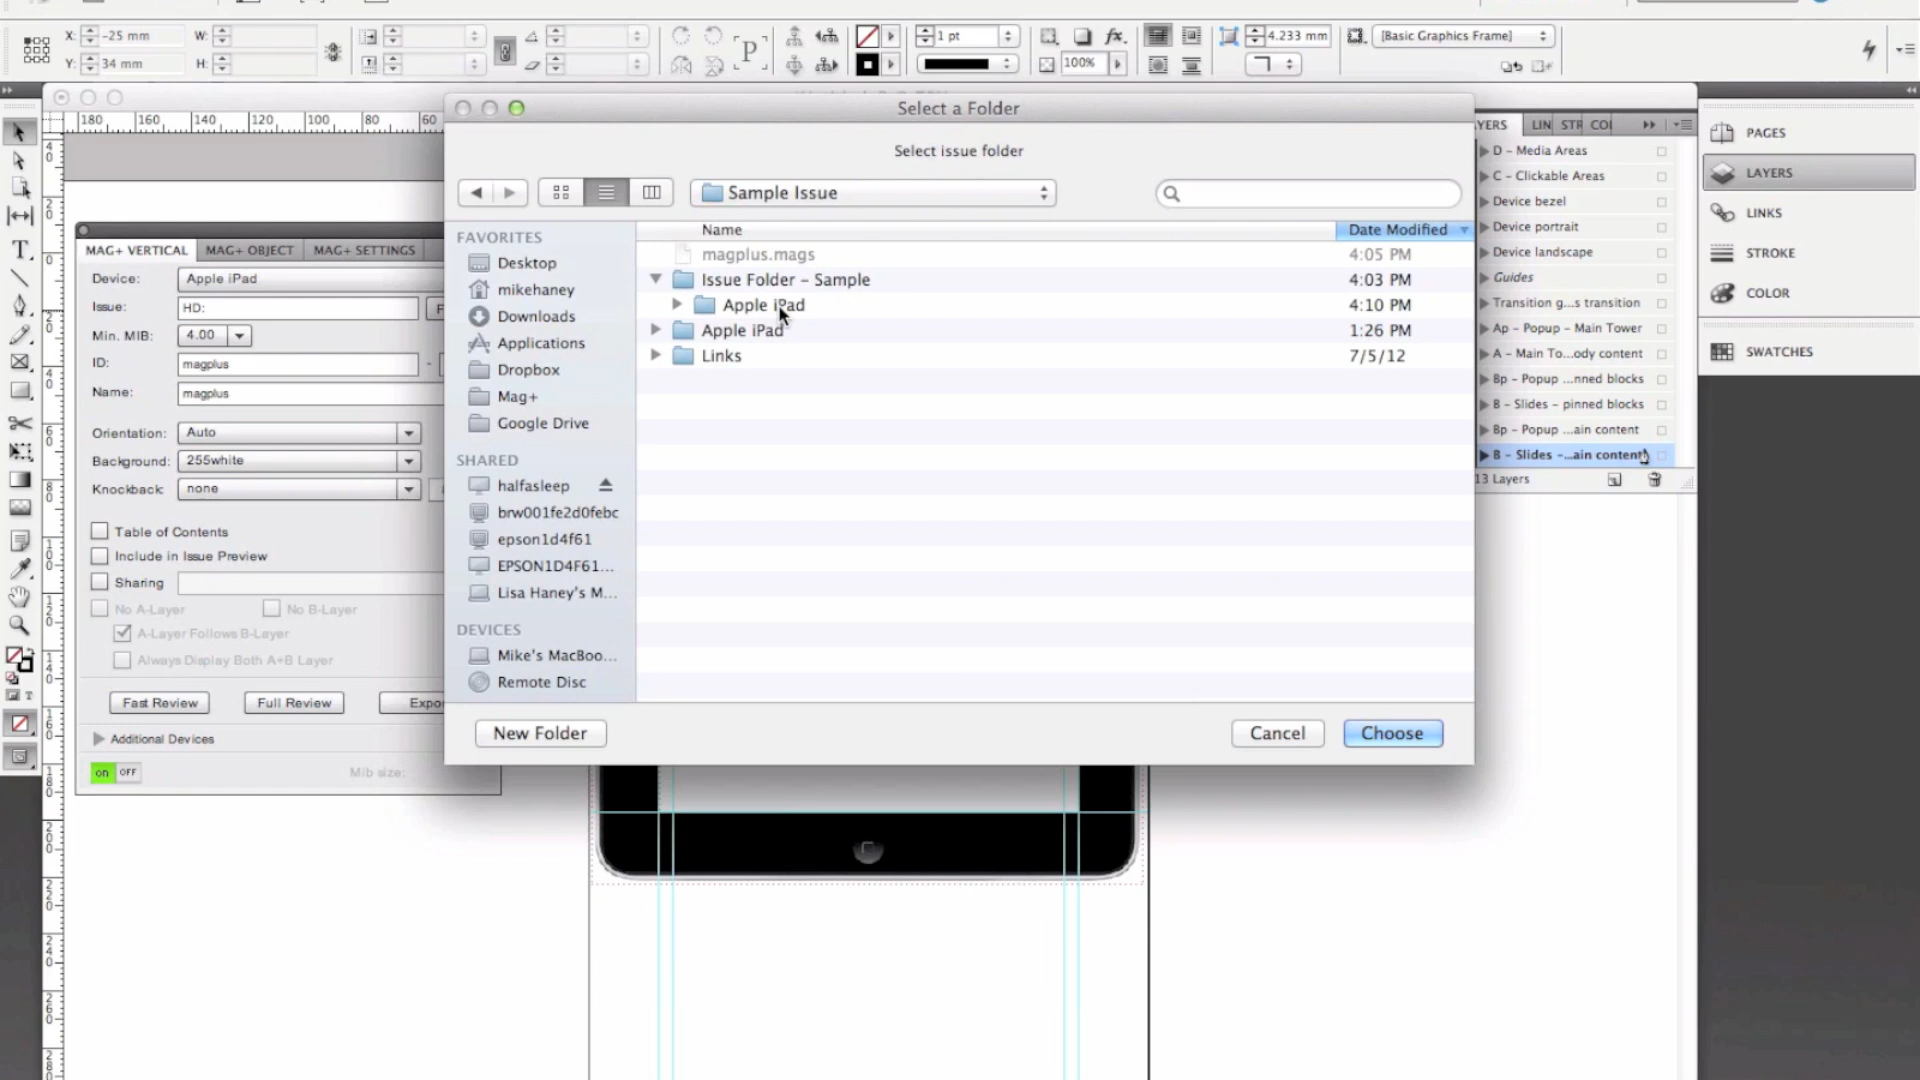 X: -25 mm W:
Y: 34 mm H:
1 pt
100%
fx.
4.233 mm
[Basic Graphics Frame]
P
180 160 140 120 100 80 60
Select a Folder
Select issue folder
Sample Issue
Name Date Modified
FAVORITES
Desktop
mikehaney
Downloads
Applications
Dropbox
Mag+
Google Drive
SHARED
halfasleep
brw001fe2d0febc
epson1d4f61
EPSON1D4F61...
Lisa Haney's M...
DEVICES
Mike's MacBoo...
Remote Disc
magplus.mags 4:05 PM
Issue Folder – Sample 4:03 PM
Apple iPad 4:10 PM
Apple iPad 1:26 PM
Links 7/5/12
New Folder Cancel Choose
MAG+ VERTICAL MAG+ OBJECT MAG+ SETTINGS
Device: Apple iPad
Issue: HD:
Min. MIB: 4.00
ID: magplus -
Name: magplus
Orientation: Auto
Background: 255white
Knockback: none
Table of Contents
Include in Issue Preview
Sharing
No A-Layer No B-Layer
A-Layer Follows B-Layer
Always Display Both A+B Layer
Fast Review Full Review Expo
Additional Devices
on OFF Mib size:
YERS LIN STR COL
D – Media Areas
C – Clickable Areas
Device bezel
Device portrait
Device landscape
Guides
Transition g...s transition
Ap – Popup – Main Tower
A – Main To...ody content
Bp – Popup ...nned blocks
B – Slides – pinned blocks
Bp – Popup ...ain content
B – Slides –...ain content
13 Layers
PAGES
LAYERS
LINKS
STROKE
COLOR
SWATCHES